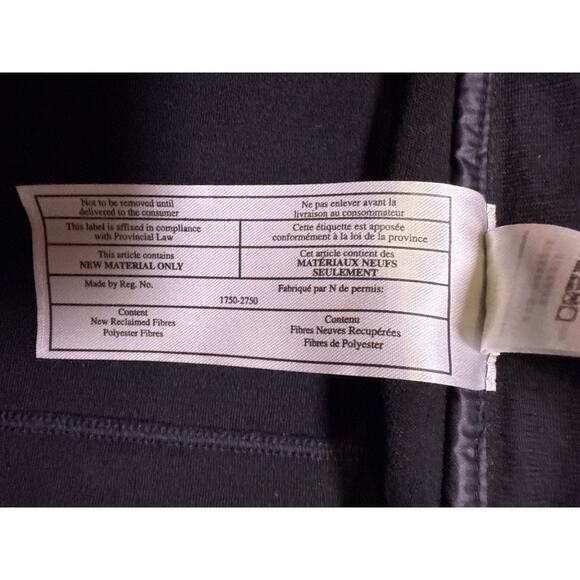 Not to be removed until
delivered to the consumer
Ne pas enlever avant la
livraison au consommateur
This label is affixed in compliance
with Provincial Law
Cette étiquette est apposée
conformément à la loi de la province
This article contains
NEW MATERIAL ONLY
Cet article contient des
MATÉRIAUX NEUFS
SEULEMENT
Made by Reg. No.
Fabriqué par N de permis:
1750-2750
Content
New Reclaimed Fibres
Polyester Fibres
Contenu
Fibres Neuves Recupérées
Fibres de Polyester